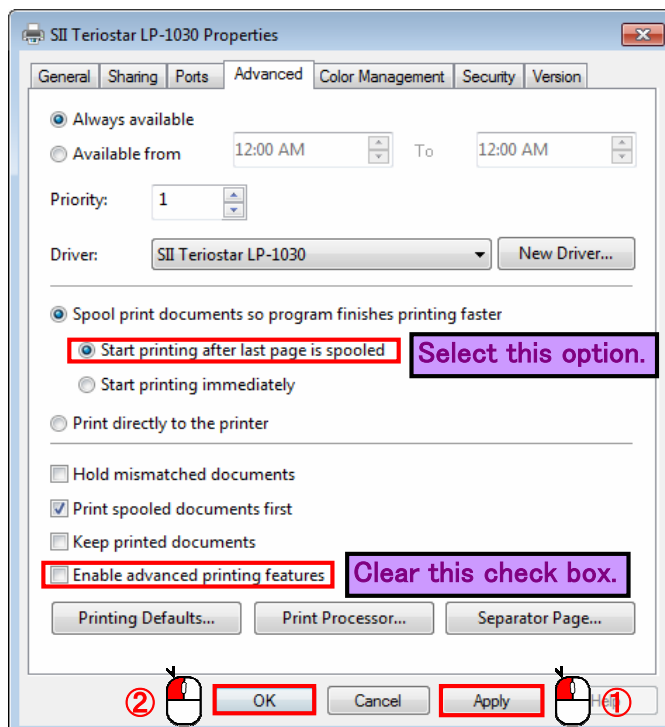 SII Teriostar LP-1030 Properties
General Sharing Ports Advanced Color Management Security Version
Always available
Available from 12:00 AM To 12:00 AM
Priority: 1
Driver: SII Teriostar LP-1030 New Driver...
Spool print documents so program finishes printing faster
Start printing after last page is spooled Select this option.
Start printing immediately
Print directly to the printer
Hold mismatched documents
Print spooled documents first
Keep printed documents
Enable advanced printing features Clear this check box.
Printing Defaults... Print Processor... Separator Page...
② OK Cancel Apply ①